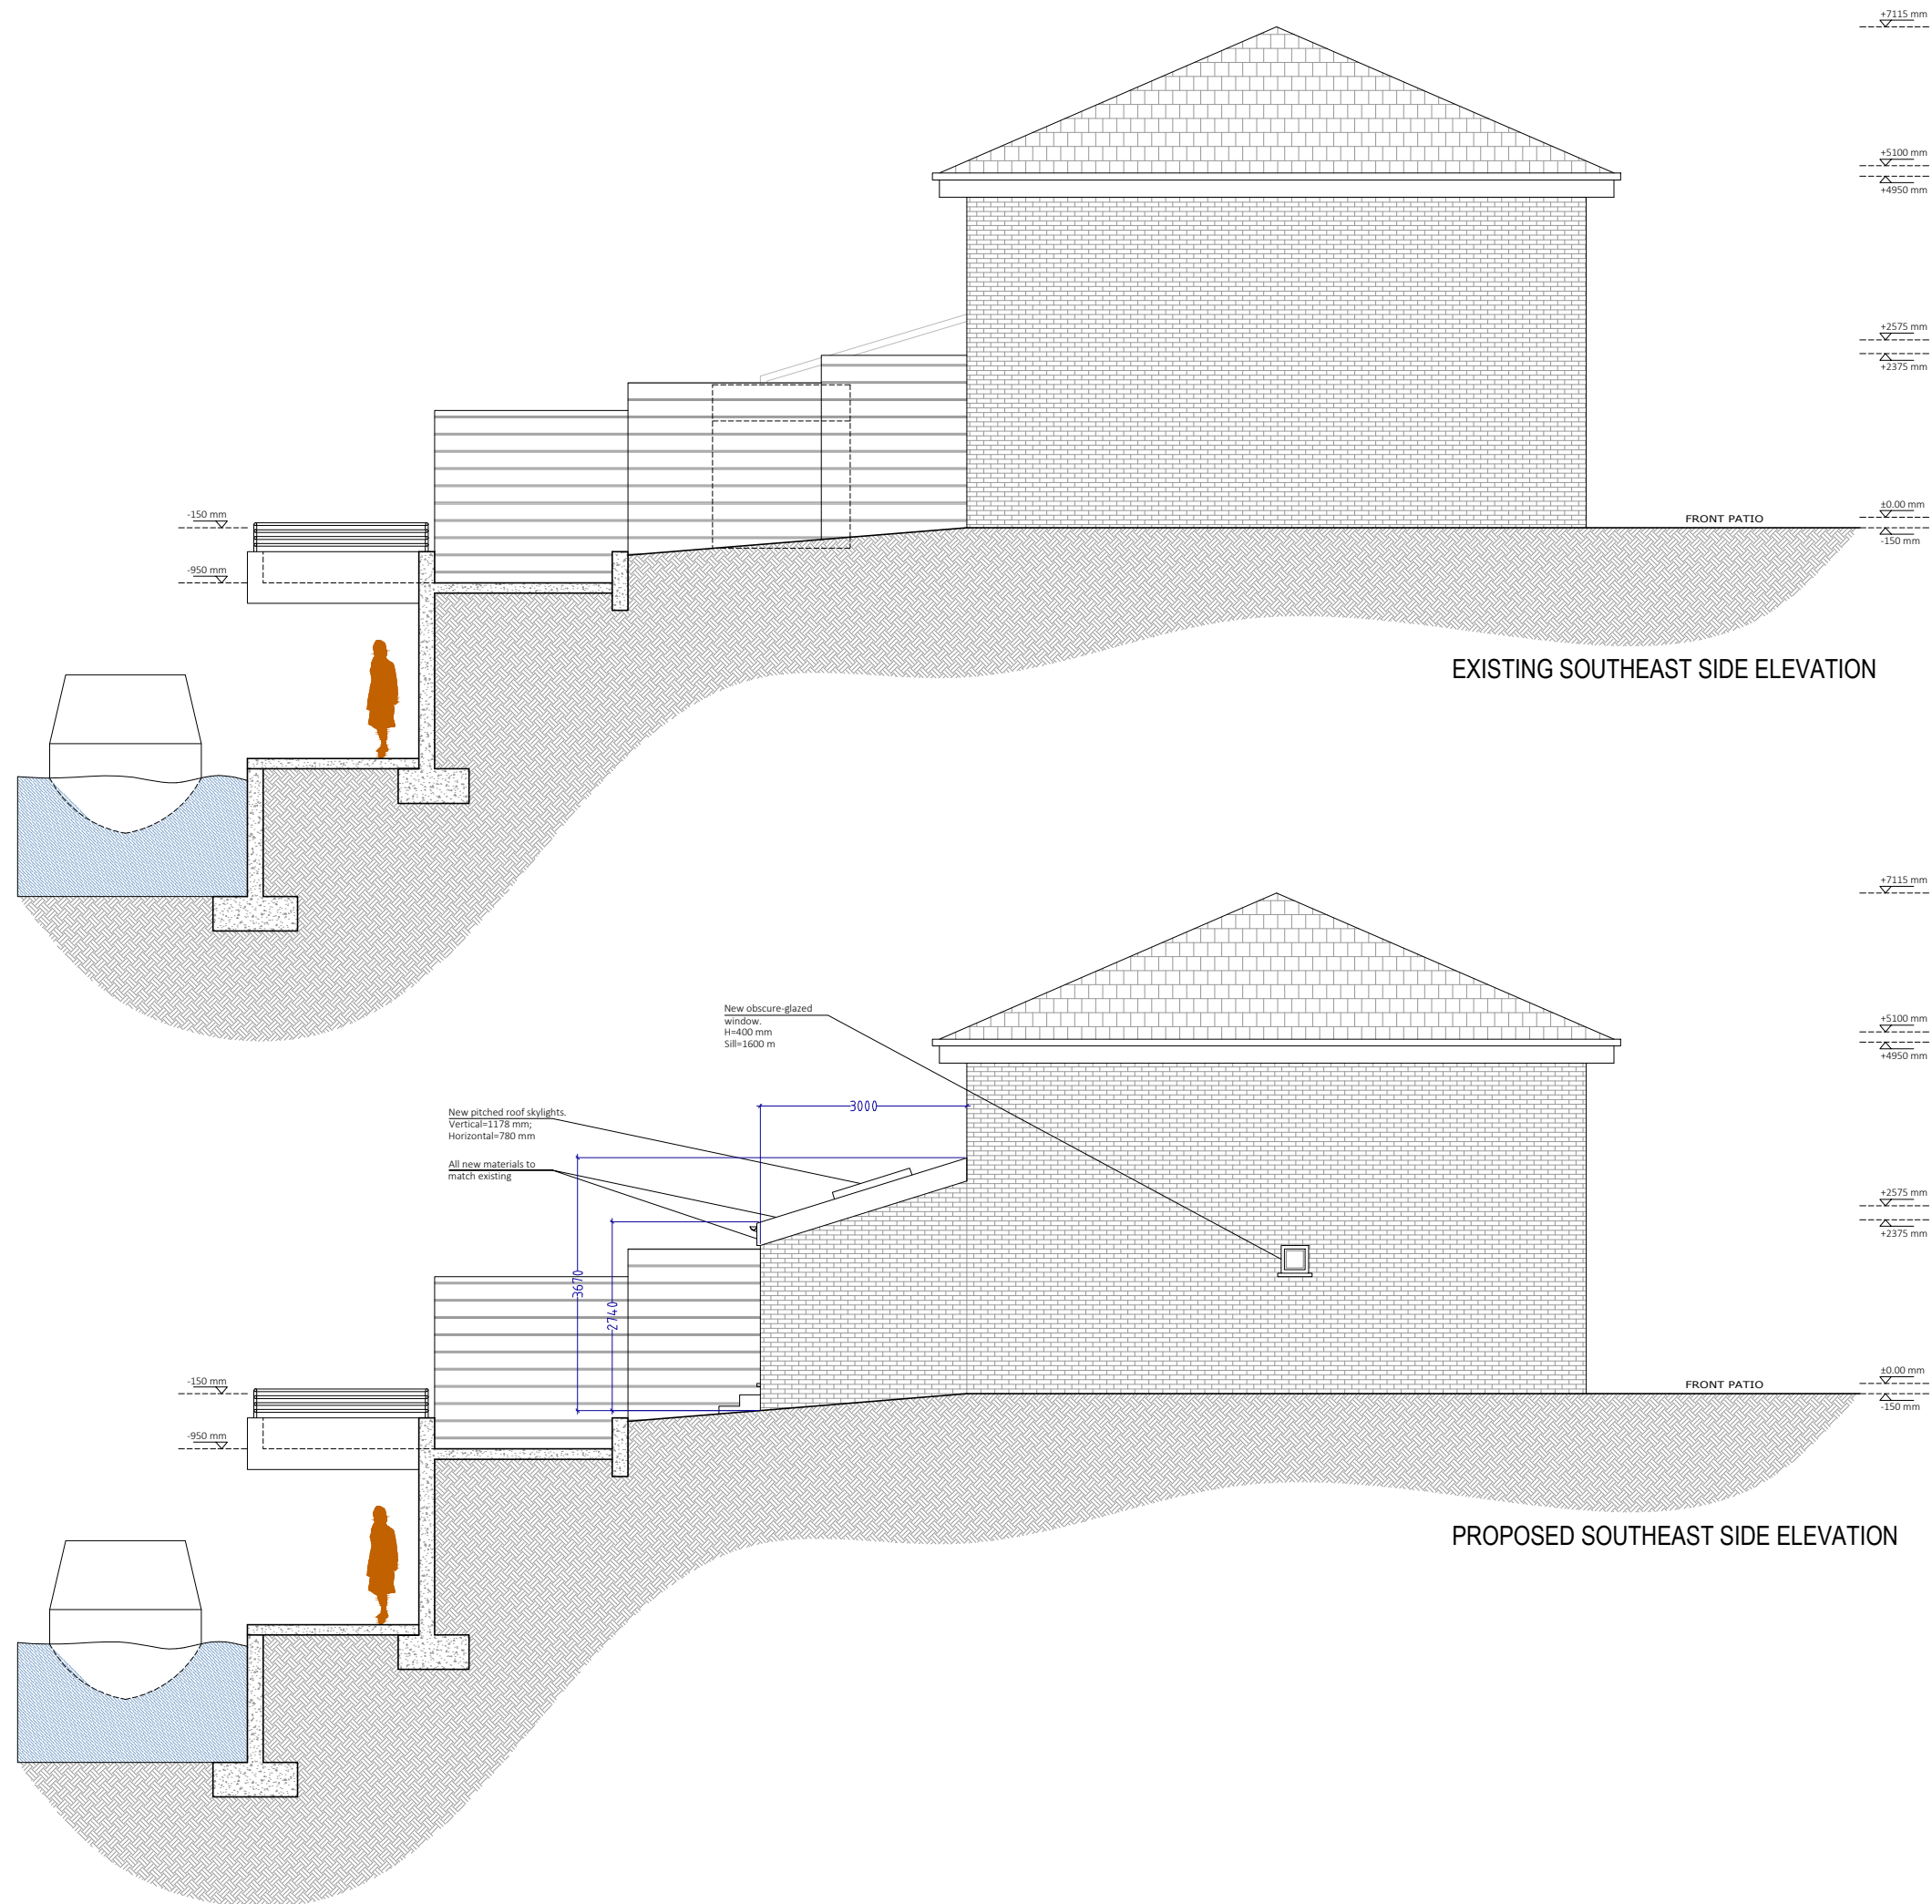 +7115 mm
+5100 mm
+4950 mm
+2575 mm
+2375 mm
-150 mm
FRONT PATIO
±0.00 mm
-150 mm
-950 mm
EXISTING SOUTHEAST SIDE ELEVATION
+7115 mm
New obscure-glazed
window.
H=400 mm
Sill=1600 m
+5100 mm
+4950 mm
3000
New pitched roof skylights.
Vertical=1178 mm;
Horizontal=780 mm
All new materials to
match existing
+2575 mm
+2375 mm
3670
2740
-150 mm
FRONT PATIO
±0.00 mm
-150 mm
-950 mm
PROPOSED SOUTHEAST SIDE ELEVATION